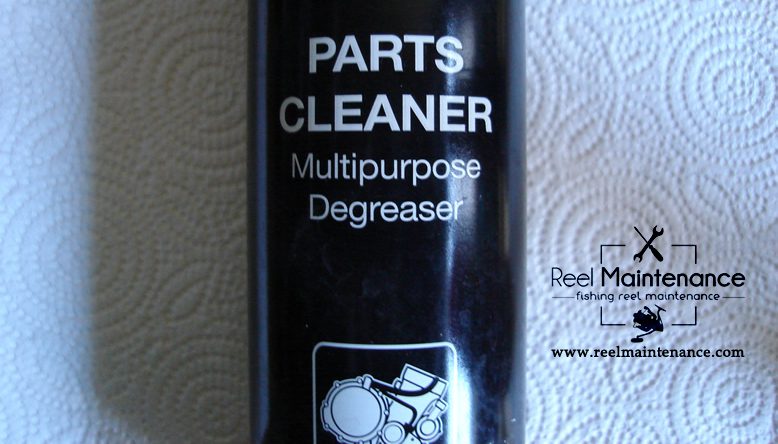 PARTS
CLEANER
Multipurpose
Degreaser
Reel Maintenance
fishing reel maintenance
www.reelmaintenance.com